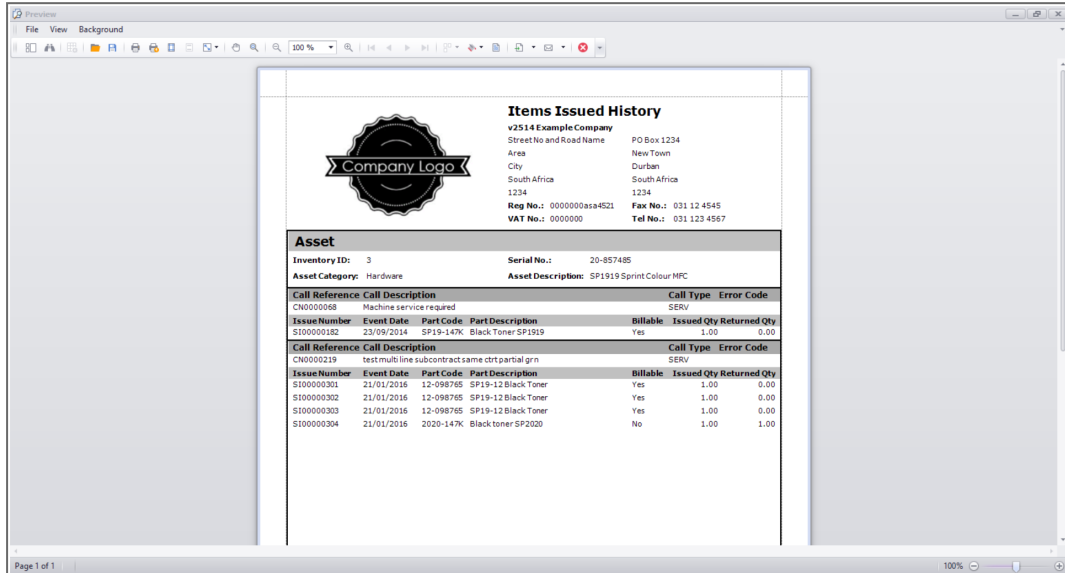 Preview
File View Background
100 %
Items Issued History
v2514 Example Company
Street No and Road Name PO Box 1234
Area New Town
City Durban
South Africa South Africa
1234 1234
Reg No.: 0000000asa4521 Fax No.: 031 12 4545
VAT No.: 0000000 Tel No.: 031 123 4567
Company Logo
Asset
Inventory ID: 3 Serial No.: 20-857485
Asset Category: Hardware Asset Description: SP1919 Sprint Colour MFC
Call Reference Call Description Call Type Error Code
CN0000068 Machine service required SERV
Issue Number Event Date Part Code Part Description Billable Issued Qty Returned Qty
SI00000182 23/09/2014 SP19-147K Black Toner SP1919 Yes 1.00 0.00
Call Reference Call Description Call Type Error Code
CN0000219 test multi line subcontract same ctrt partial grn SERV
Issue Number Event Date Part Code Part Description Billable Issued Qty Returned Qty
SI00000301 21/01/2016 12-098765 SP19-12 Black Toner Yes 1.00 0.00
SI00000302 21/01/2016 12-098765 SP19-12 Black Toner Yes 1.00 0.00
SI00000303 21/01/2016 12-098765 SP19-12 Black Toner Yes 1.00 0.00
SI00000304 21/01/2016 2020-147K Black toner SP2020 No 1.00 1.00
Page 1 of 1 100%